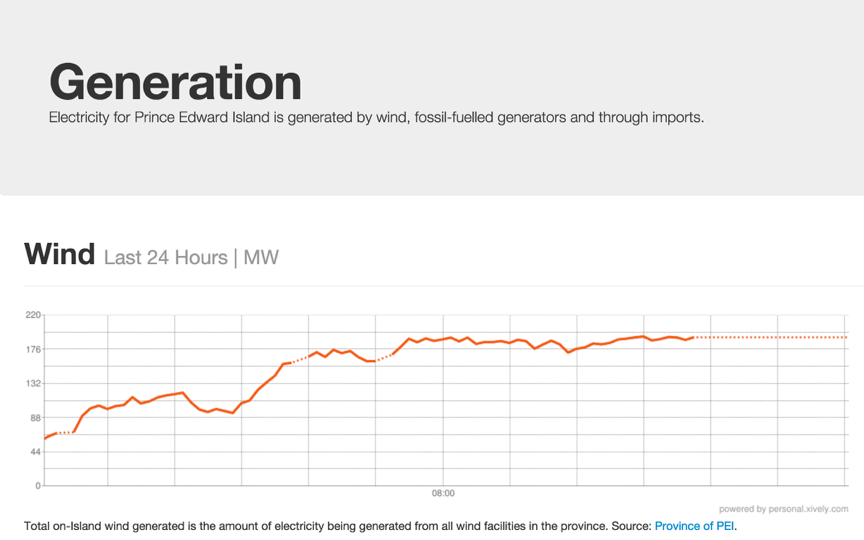 Generation
Electricity for Prince Edward Island is generated by wind, fossil-fuelled generators and through imports.
Wind Last 24 Hours | MW
220
176
132
88
44
0
08:00
powered by personal.xively.com
Total on-Island wind generated is the amount of electricity being generated from all wind facilities in the province. Source: Province of PEI.